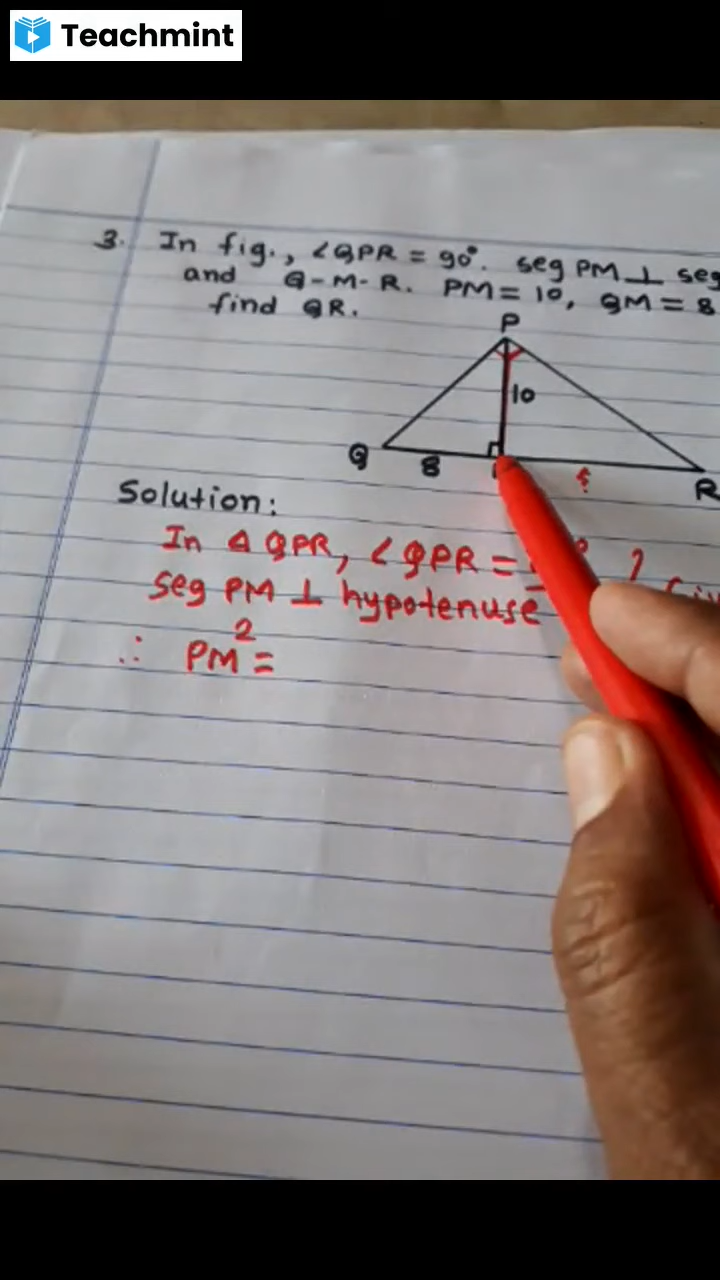 Teachmint
3. In fig., ∠QPR = 90°. seg PM ⊥ seg
and Q-M-R. PM = 10, QM = 8
find QR.
P
10
Q
8
R
Solution:
In △ QPR, ∠QPR =
seg PM ⊥ hypotenuse
∴ PM² =